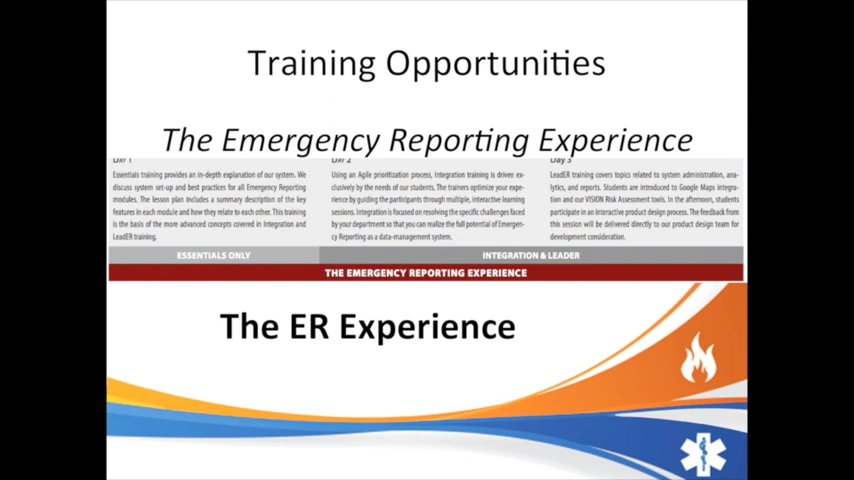 Training Opportunities
The Emergency Reporting Experience
DAY 1
Essentials training provides an in-depth explanation of our system. We
discuss system set-up and best practices for all Emergency Reporting
modules. The lesson plan includes a summary description of the key
features in each module and how they relate to each other. This training
is the basis of the more advanced concepts covered in Integration and
LeadER training.
DAY 2
Using an Agile prioritization process, Integration training is driven ex-
clusively by the needs of our students. The trainers optimize your expe-
rience by guiding the participants through multiple, interactive learning
sessions. Integration is focused on resolving the specific challenges faced
by your department so that you can realize the full potential of Emergen-
cy Reporting as a data-management system.
Day 3
LeadER training covers topics related to system administration, ana-
lytics, and reports. Students are introduced to Google Maps integra-
tion and our VISION Risk Assessment tools. In the afternoon, students
participate in an interactive product design process. The feedback from
this session will be delivered directly to our product design team for
development consideration.
ESSENTIALS ONLY
INTEGRATION & LEADER
THE EMERGENCY REPORTING EXPERIENCE
The ER Experience